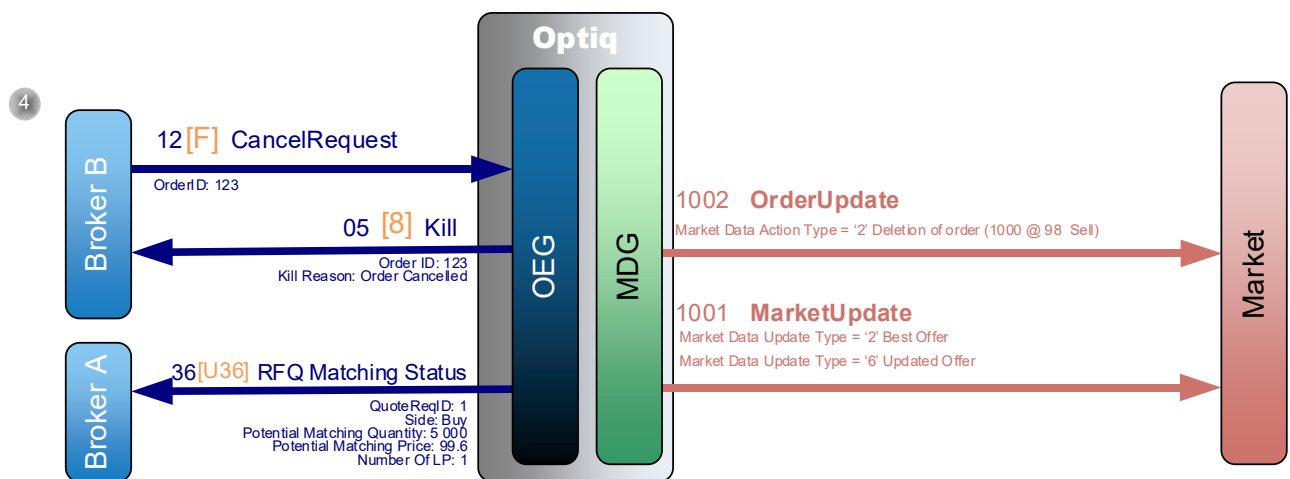 Optiq
4
Broker B
12 [F] CancelRequest
OrderID: 123
05 [8] Kill
Order ID: 123
Kill Reason: Order Cancelled
Broker A
36[U36] RFQ Matching Status
QuoteReqID: 1
Side: Buy
Potential Matching Quantity: 5 000
Potential Matching Price: 99.6
Number Of LP: 1
OEG
MDG
1002 OrderUpdate
Market Data Action Type = ‘2’ Deletion of order (1000 @ 98 Sell)
1001 MarketUpdate
Market Data Update Type = ‘2’ Best Offer
Market Data Update Type = ‘6’ Updated Offer
Market